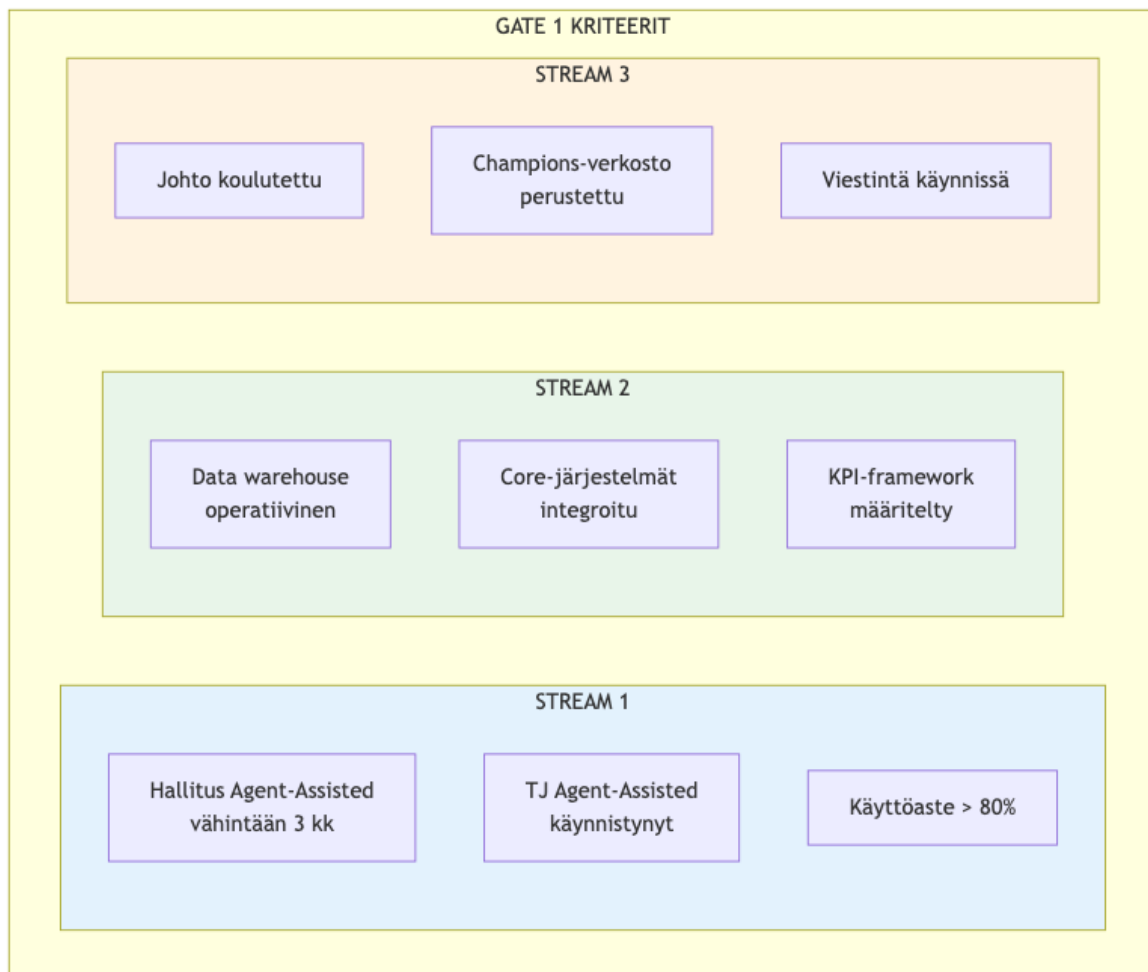 GATE 1 KRITEERIT
STREAM 3
Johto koulutettu
Champions-verkosto
perustettu
Viestintä käynnissä
STREAM 2
Data warehouse
operatiivinen
Core-järjestelmät
integroitu
KPI-framework
määritelty
STREAM 1
Hallitus Agent-Assisted
vähintään 3 kk
TJ Agent-Assisted
käynnistynyt
Käyttöaste > 80%